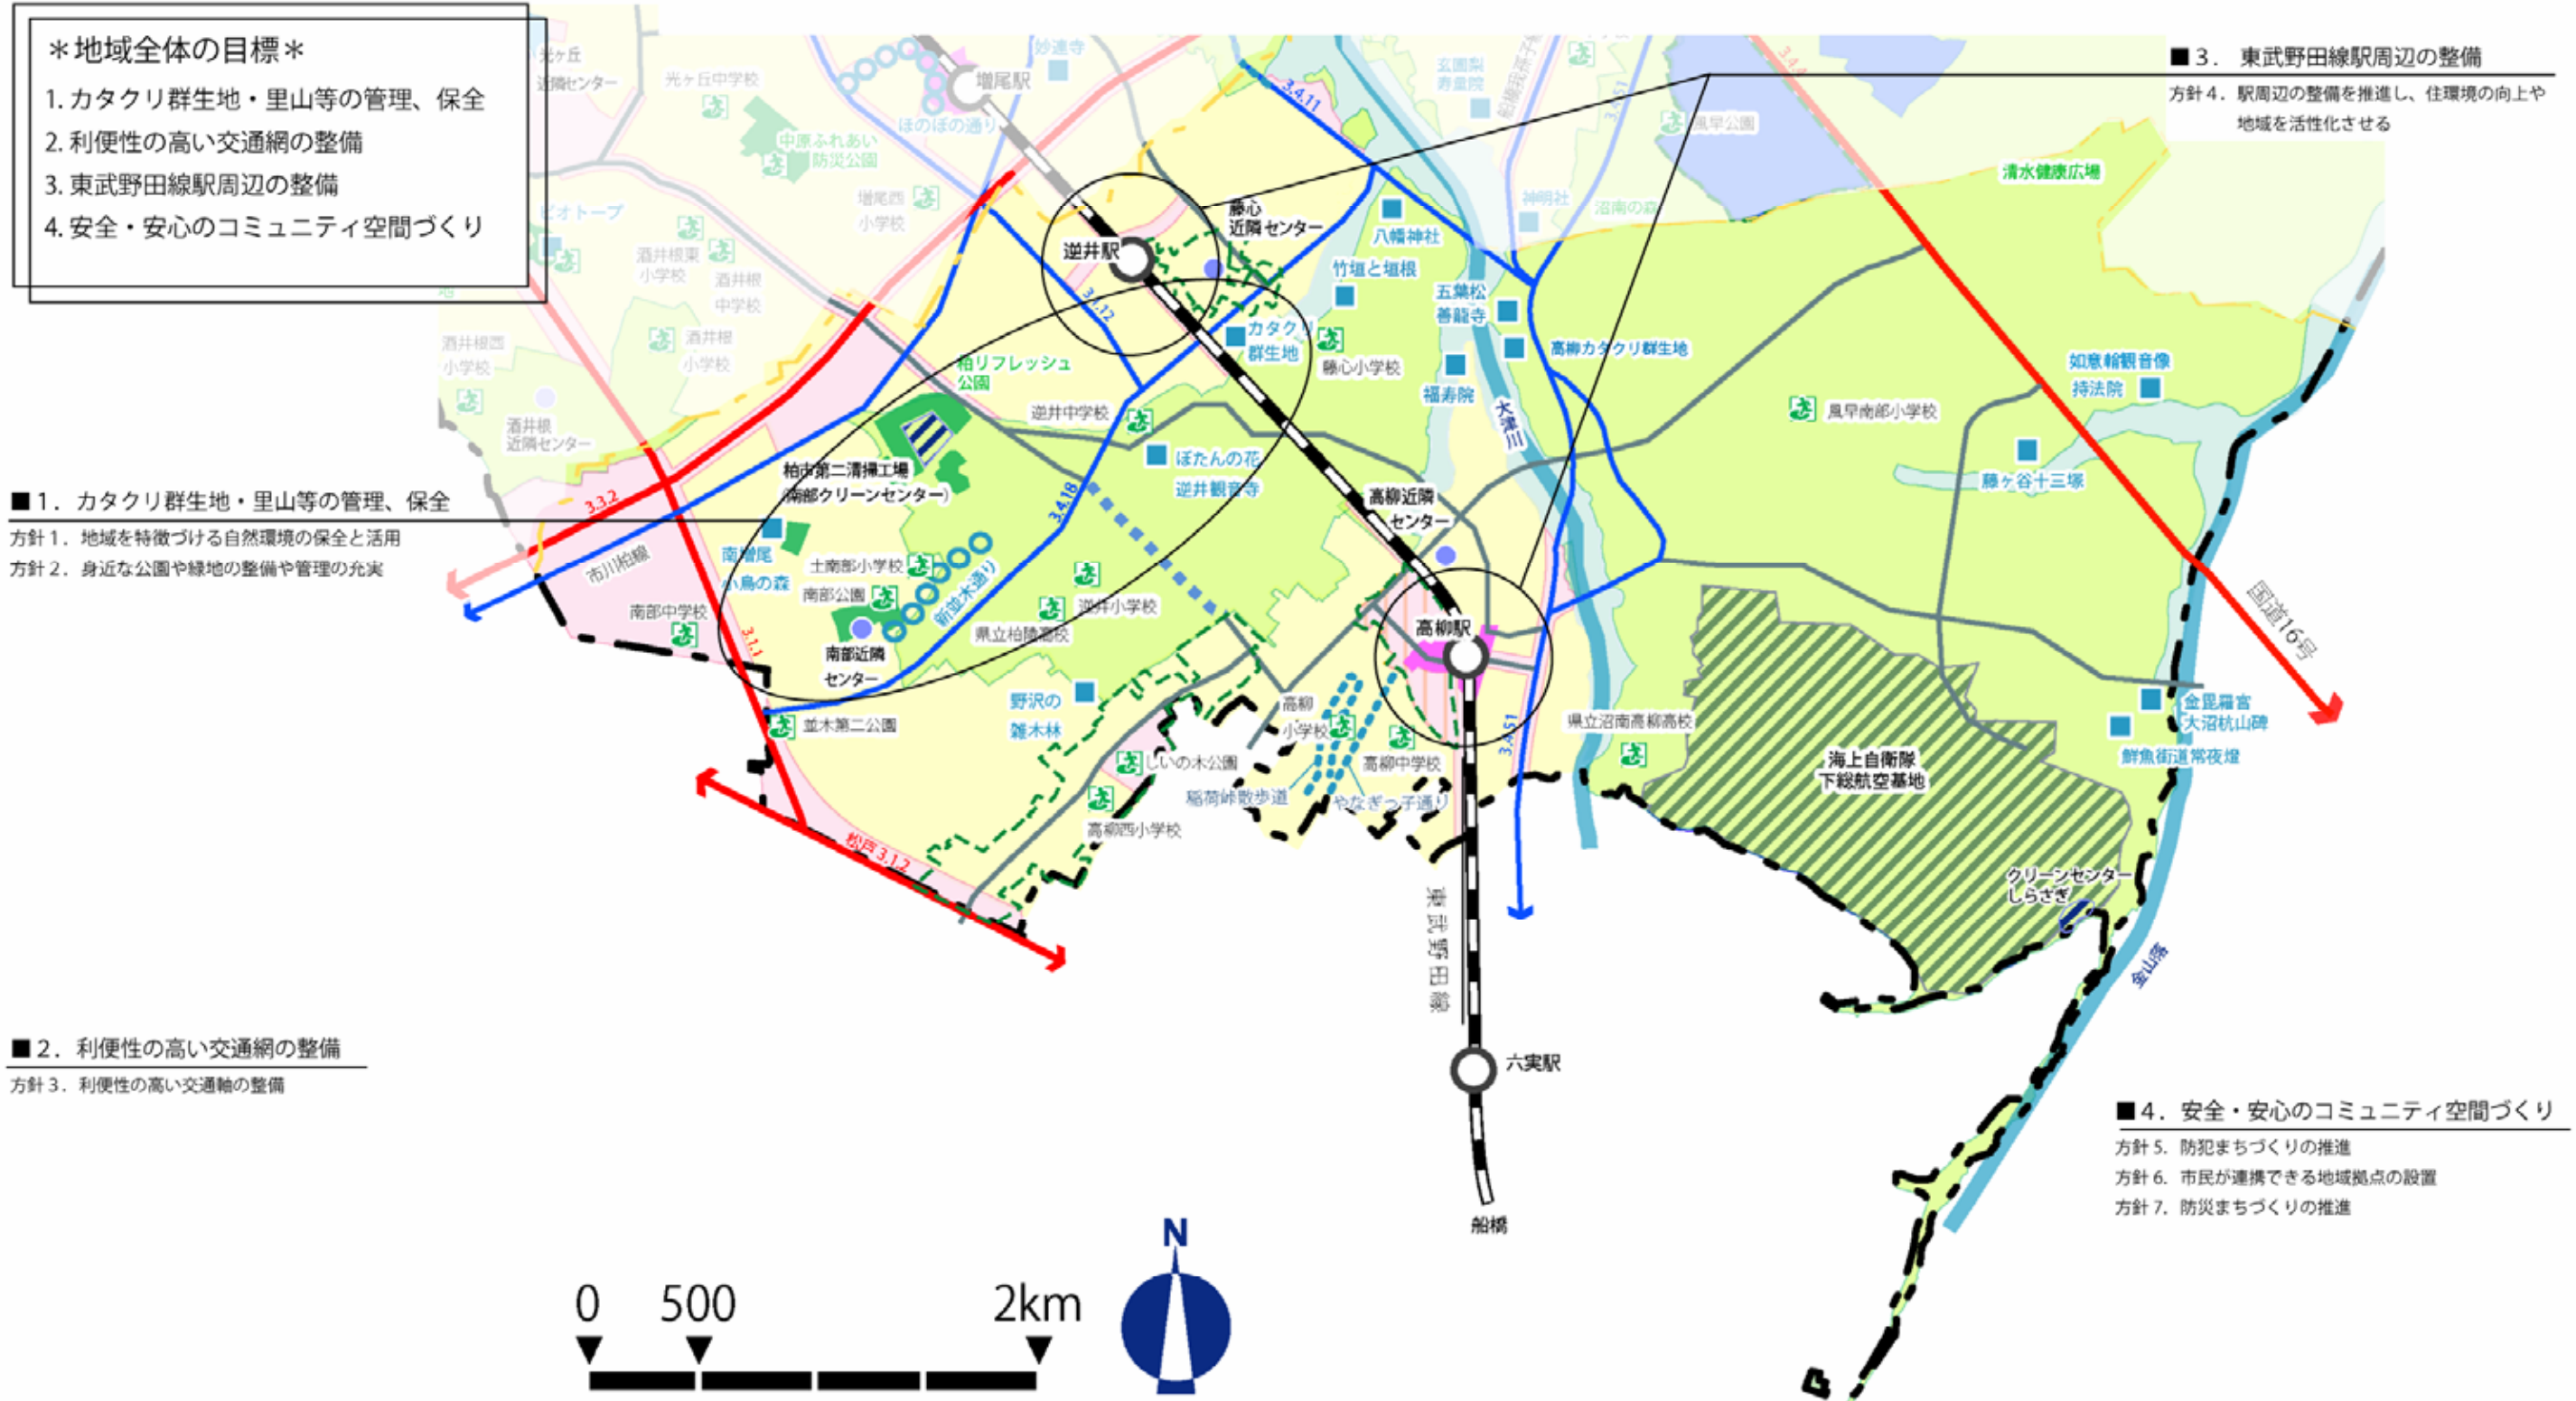 ＊地域全体の目標＊
1. カタクリ群生地・里山等の管理、保全
2. 利便性の高い交通網の整備
3. 東武野田線駅周辺の整備
4. 安全・安心のコミュニティ空間づくり
■3. 東武野田線駅周辺の整備
方針4. 駅周辺の整備を推進し、住環境の向上や
地域を活性化させる
■1. カタクリ群生地・里山等の管理、保全
方針1. 地域を特徴づける自然環境の保全と活用
方針2. 身近な公園や緑地の整備や管理の充実
■2. 利便性の高い交通網の整備
方針3. 利便性の高い交通軸の整備
■4. 安全・安心のコミュニティ空間づくり
方針5. 防犯まちづくりの推進
方針6. 市民が連携できる地域拠点の設置
方針7. 防災まちづくりの推進
光ヶ丘
近隣センター
光ヶ丘中学校
中原ふれあい
防災公園
増尾西
小学校
増尾駅
ほのぼの通り
妙連寺
3.4.11
寿量院
3.4.51
風早公園
3.4.4
神明社
沼南の森
清水健康広場
ビオトープ
酒井根東
小学校
酒井根
中学校
酒井根
小学校
酒井根西
小学校
酒井根
近隣センター
逆井駅
藤心
近隣センター
八幡神社
竹垣と垣根
五葉松
善龍寺
カタクリ
群生地
藤心小学校
福寿院
大津川
高柳カタクリ群生地
風早南部小学校
如意輪観音像
持法院
藤ヶ谷十三塚
柏リフレッシュ
公園
逆井中学校
ぼたんの花
逆井観音寺
柏市第二清掃工場
(南部クリーンセンター)
3.3.2
市川柏線
南増尾
小鳥の森
土南部小学校
南部公園
新並木通り
3.4.18
逆井小学校
県立柏陵高校
南部中学校
3.1.1
南部近隣
センター
並木第二公園
野沢の
雑木林
しいの木公園
高柳西小学校
松戸 3.1.2
高柳近隣
センター
高柳駅
高柳
小学校
高柳中学校
稲荷峠散歩道
やなぎっ子通り
3.4.51
県立沼南高柳高校
海上自衛隊
下総航空基地
クリーンセンター
しらさぎ
国道16号
金毘羅宮
大沼杭山碑
鮮魚街道常夜燈
金山落
東武野田線
六実駅
船橋
N
0 500 2km